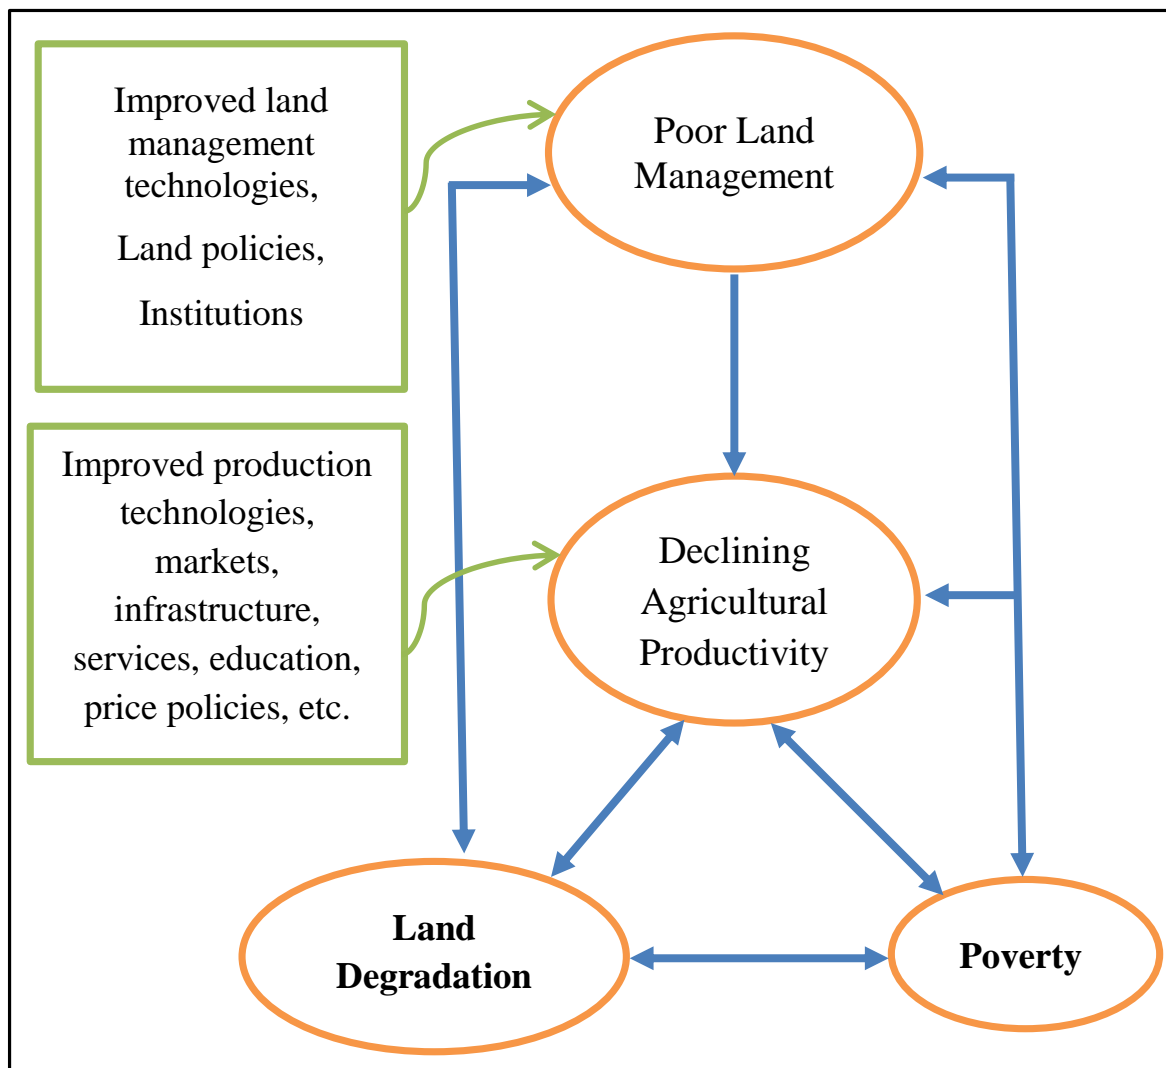 Improved land
management
technologies,
Land policies,
Institutions
Poor Land
Management
Improved production
technologies,
markets,
infrastructure,
services, education,
price policies, etc.
Declining
Agricultural
Productivity
Land
Degradation
Poverty